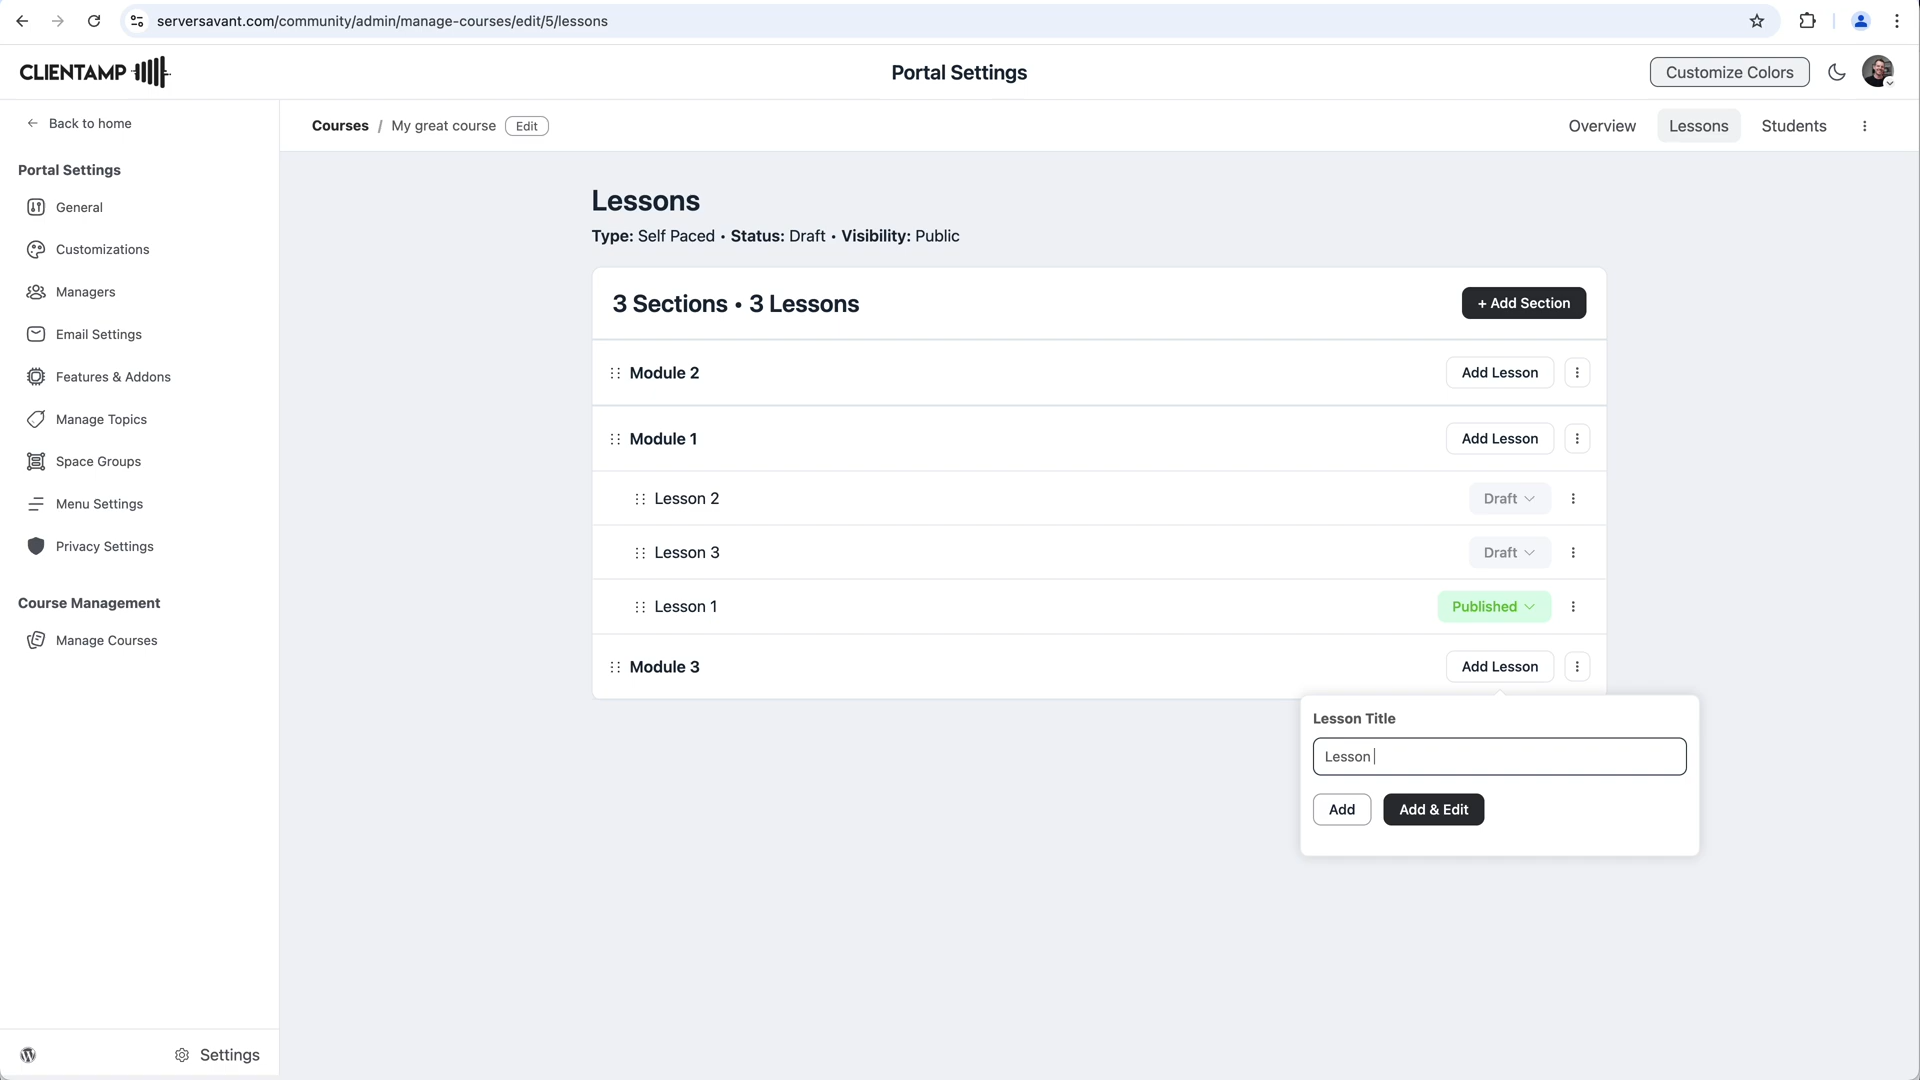 serversavant.com/community/admin/manage-courses/edit/5/lessons
CLIENTAMP
Portal Settings
Customize Colors
Back to home
Courses / My great course Edit
Overview Lessons Students
Portal Settings
General
Customizations
Managers
Email Settings
Features & Addons
Manage Topics
Space Groups
Menu Settings
Privacy Settings
Course Management
Manage Courses
Settings
Lessons
Type: Self Paced • Status: Draft • Visibility: Public
3 Sections • 3 Lessons + Add Section
Module 2 Add Lesson
Module 1 Add Lesson
Lesson 2 Draft
Lesson 3 Draft
Lesson 1 Published
Module 3 Add Lesson
Lesson Title
Lesson
Add Add & Edit